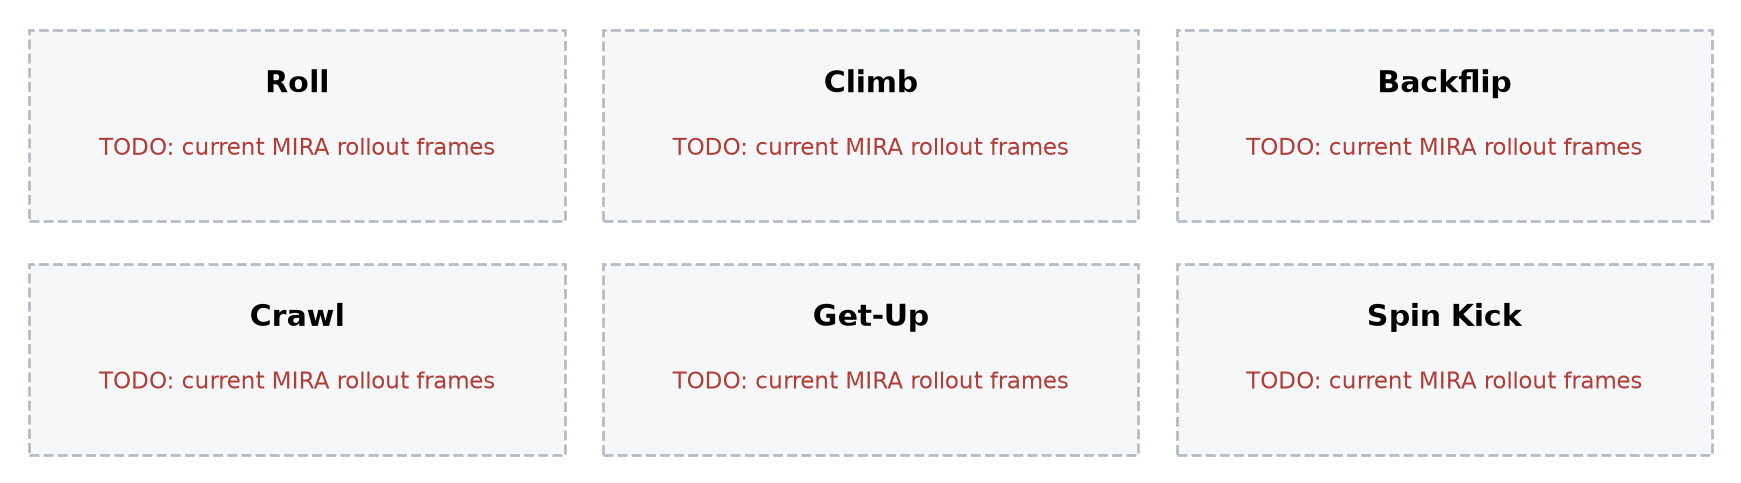 Roll
TODO: current MIRA rollout frames
Climb
TODO: current MIRA rollout frames
Backflip
TODO: current MIRA rollout frames
Crawl
TODO: current MIRA rollout frames
Get-Up
TODO: current MIRA rollout frames
Spin Kick
TODO: current MIRA rollout frames